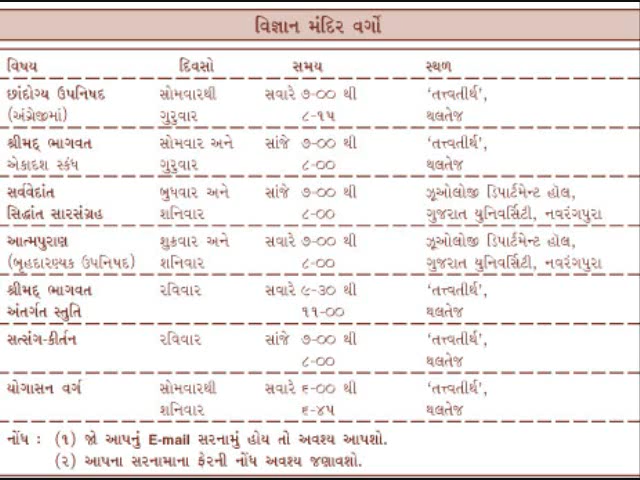 વિજ્ઞાન મંદિર વર્ગો
વિષય દિવસો સમય સ્થળ
છાંદોગ્ય ઉપનિષદ સોમવારથી સવારે ૭-૦૦ થી ‘તત્ત્વતીર્થ’,
(અંગ્રેજીમાં) ગુરુવાર ૮-૧૫ થલતેજ
શ્રીમદ્ ભાગવત સોમવાર અને સાંજે ૭-૦૦ થી ‘તત્ત્વતીર્થ’,
એકાદશ સ્કંધ ગુરુવાર ૮-૦૦ થલતેજ
સર્વવેદાંત બુધવાર અને સાંજે ૭-૦૦ થી ઝૂઓલોજી ડિપાર્ટમેન્ટ હૉલ,
સિદ્ધાંત સારસંગ્રહ શનિવાર ૮-૦૦ ગુજરાત યુનિવર્સિટી, નવરંગપુરા
આત્મપુરાણ શુક્રવાર અને સવારે ૭-૦૦ થી ઝૂઓલોજી ડિપાર્ટમેન્ટ હૉલ,
(બૃહદારણ્યક ઉપનિષદ) શનિવાર ૮-૦૦ ગુજરાત યુનિવર્સિટી, નવરંગપુરા
શ્રીમદ્ ભાગવત રવિવાર સવારે ૯-૩૦ થી ‘તત્ત્વતીર્થ’,
અંતર્ગત સ્તુતિ ૧૧-૦૦ થલતેજ
સત્સંગ-કીર્તન રવિવાર સાંજે ૭-૦૦ થી ‘તત્ત્વતીર્થ’,
૮-૦૦ થલતેજ
યોગાસન વર્ગ સોમવારથી સવારે ૬-૦૦ થી ‘તત્ત્વતીર્થ’,
શનિવાર ૬-૪૫ થલતેજ
નોંધ : (૧) જો આપનું E-mail સરનામું હોય તો અવશ્ય આપશો.
(૨) આપના સરનામાના ફેરની નોંધ અવશ્ય જણાવશો.